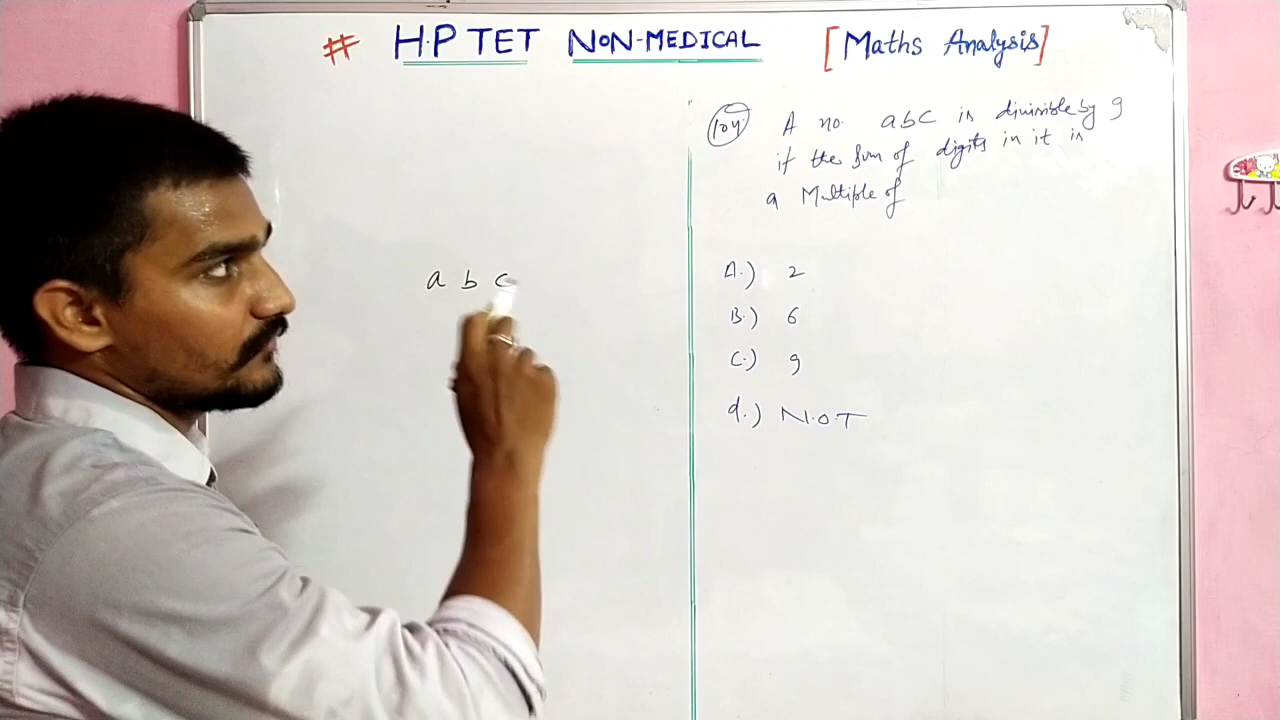 # H.P TET NON-MEDICAL [Maths Analysis]
104 A no. abc is divisible by 9
if the sum of digits in it is
a Multiple of
A.) 2
B.) 6
C.) 9
d.) N.O.T
a b c